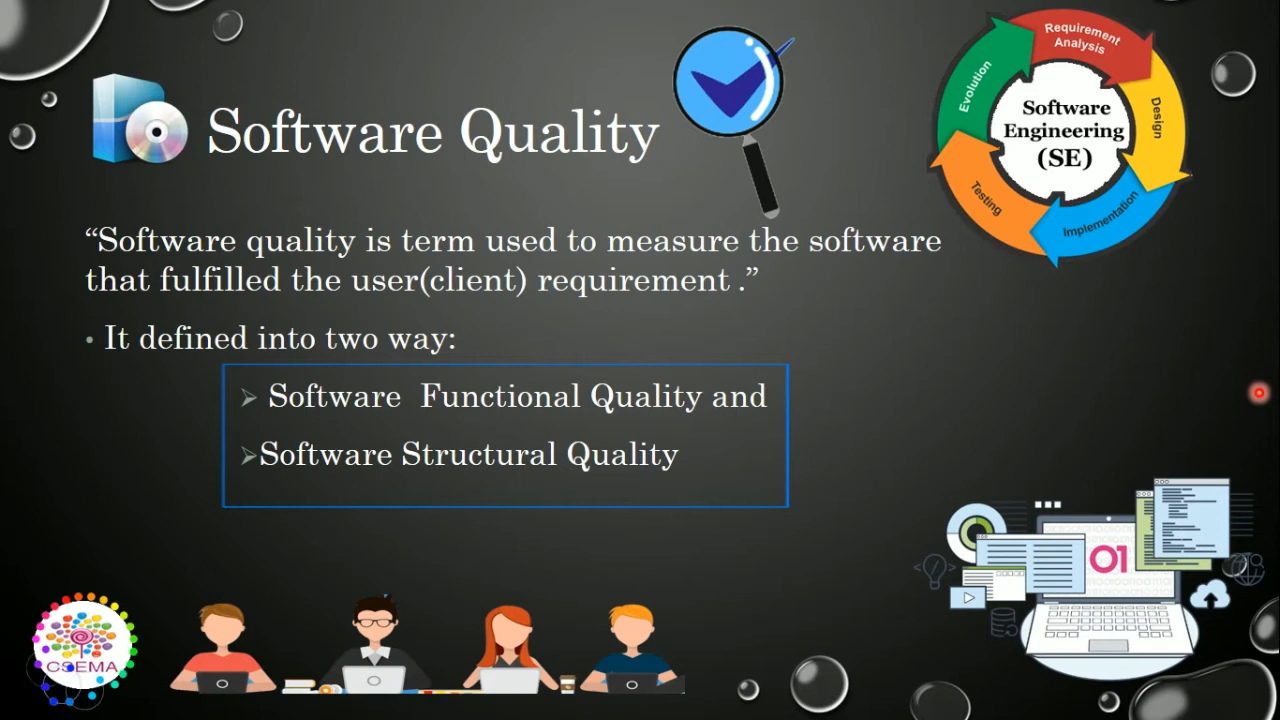 Software Quality
Requirement
Analysis
Design
Implementation
Testing
Evolution
Software
Engineering
(SE)
“Software quality is term used to measure the software
that fulfilled the user(client) requirement .”
• It defined into two way:
➢ Software Functional Quality and
➢Software Structural Quality
01
CSEMA